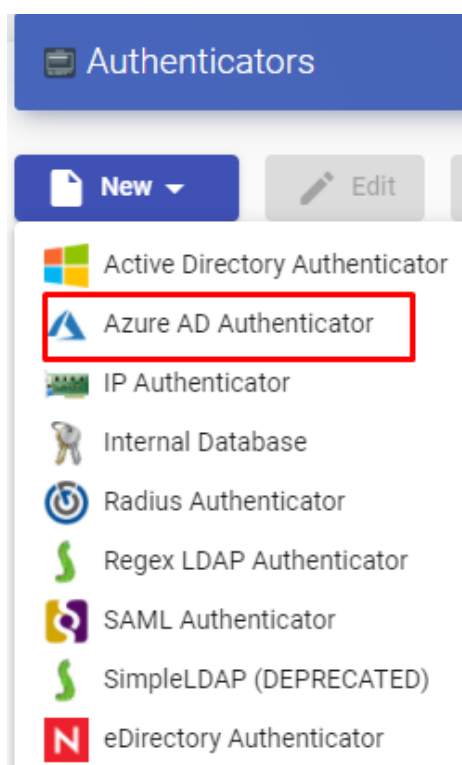 Authenticators
New
Edit
Active Directory Authenticator
Azure AD Authenticator
IP Authenticator
Internal Database
Radius Authenticator
Regex LDAP Authenticator
SAML Authenticator
SimpleLDAP (DEPRECATED)
eDirectory Authenticator